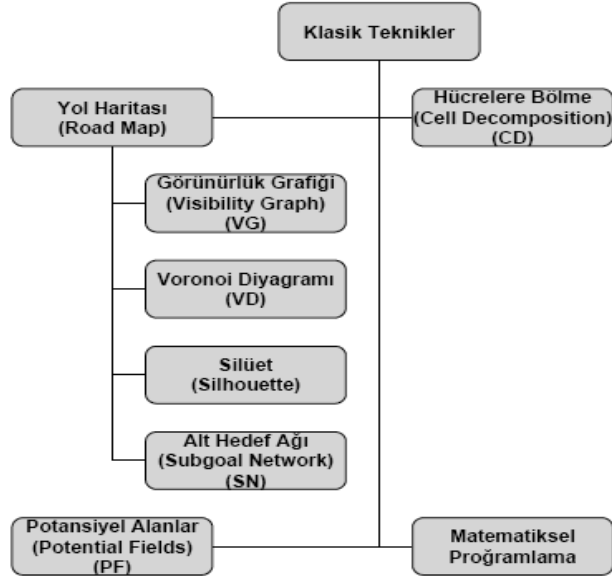 Klasik Teknikler
Yol Haritası
(Road Map)
Hücrelere Bölme
(Cell Decomposition)
(CD)
Görünürlük Grafiği
(Visibility Graph)
(VG)
Voronoi Diyagramı
(VD)
Silüet
(Silhouette)
Alt Hedef Ağı
(Subgoal Network)
(SN)
Potansiyel Alanlar
(Potential Fields)
(PF)
Matematiksel
Proğramlama